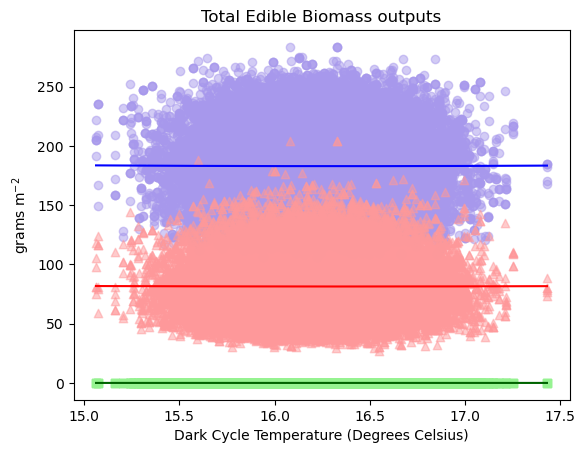 Total Edible Biomass outputs
grams m⁻²
250
200
150
100
50
0
15.0 15.5 16.0 16.5 17.0 17.5
Dark Cycle Temperature (Degrees Celsius)